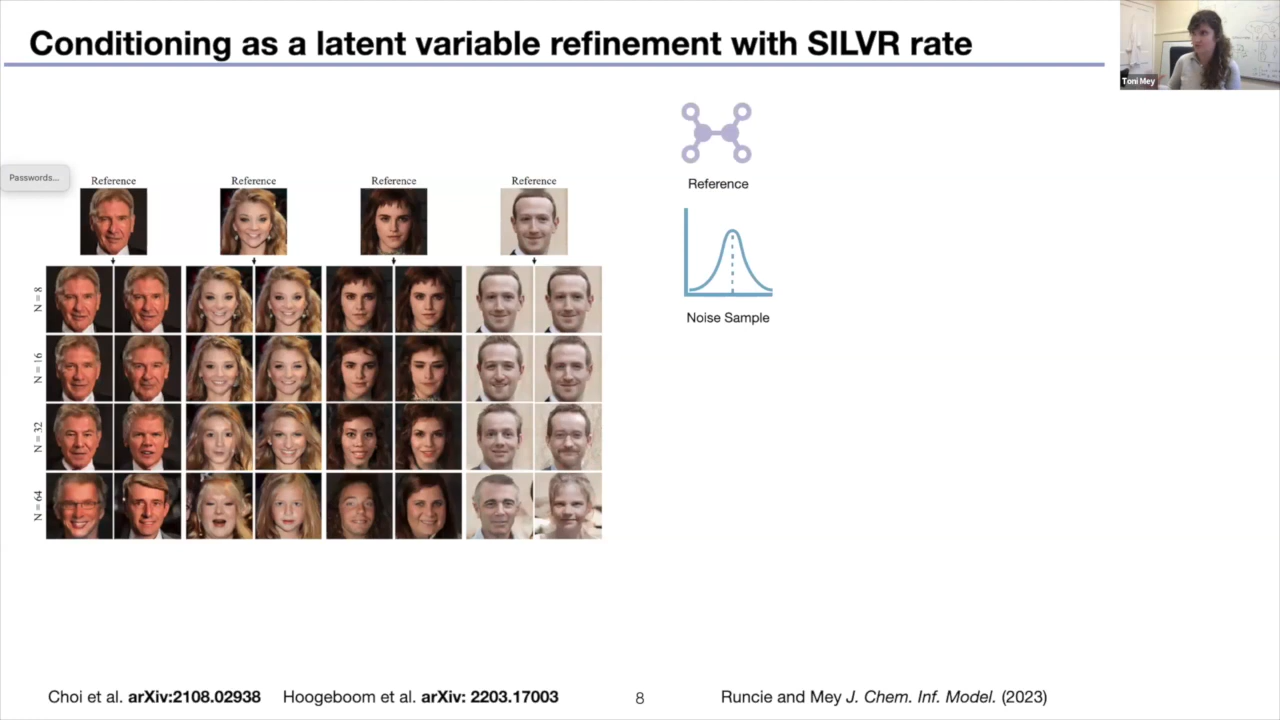 Conditioning as a latent variable refinement with SILVR rate
Toni Mey
Passwords...
Reference
Reference
Reference
Reference
N = 8
N = 16
N = 32
N = 64
Reference
Noise Sample
Choi et al. arXiv:2108.02938
Hoogeboom et al. arXiv: 2203.17003
8
Runcie and Mey J. Chem. Inf. Model. (2023)